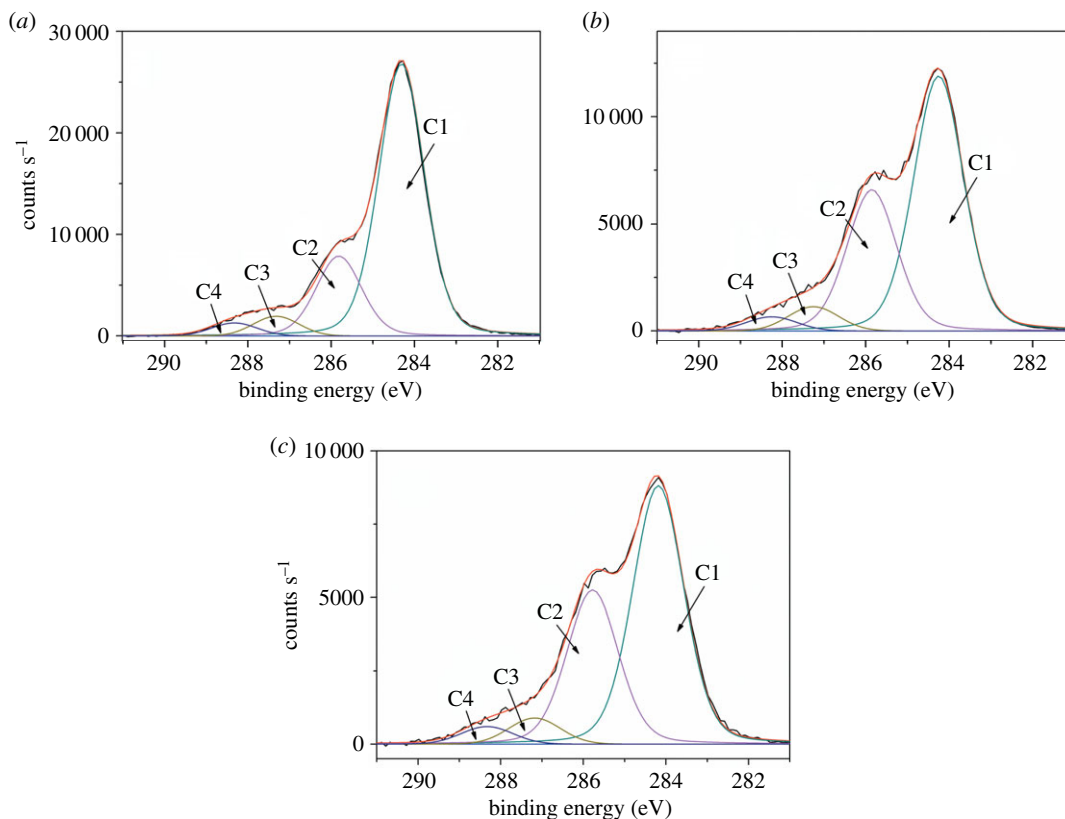 (a)
30 000
20 000
10 000
0
counts s⁻¹
C1
C2
C3
C4
290 288 286 284 282
binding energy (eV)
(b)
10 000
5000
0
C1
C2
C3
C4
290 288 286 284 282
binding energy (eV)
(c)
10 000
5000
0
counts s⁻¹
C1
C2
C3
C4
290 288 286 284 282
binding energy (eV)